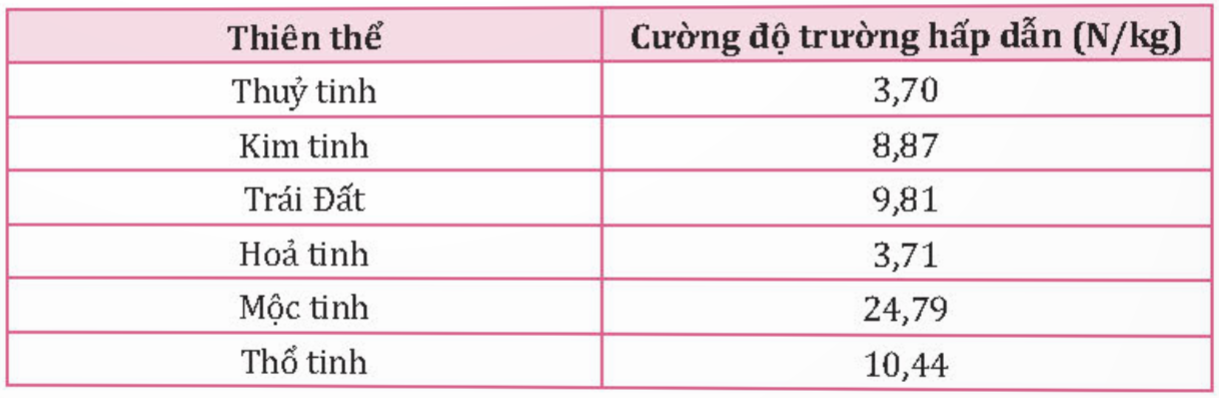 Thiên thể Cường độ trường hấp dẫn (N/kg)
Thuỷ tinh 3,70
Kim tinh 8,87
Trái Đất 9,81
Hoả tinh 3,71
Mộc tinh 24,79
Thổ tinh 10,44